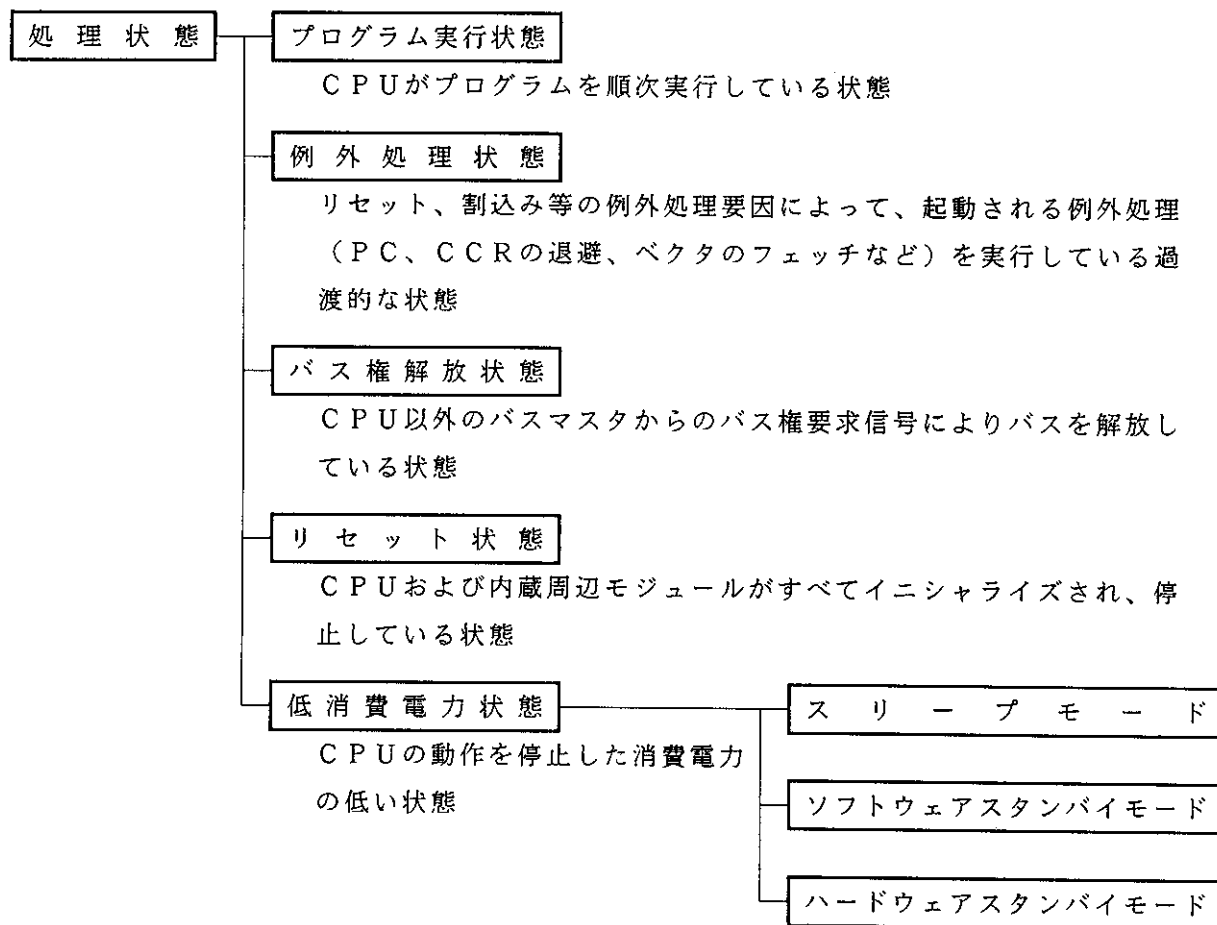 処理状態
プログラム実行状態
CPUがプログラムを順次実行している状態
例外処理状態
リセット、割込み等の例外処理要因によって、起動される例外処理
(PC、CCRの退避、ベクタのフェッチなど)を実行している過
渡的な状態
バス権解放状態
CPU以外のバスマスタからのバス権要求信号によりバスを解放し
ている状態
リセット状態
CPUおよび内蔵周辺モジュールがすべてイニシャライズされ、停
止している状態
低消費電力状態
CPUの動作を停止した消費電力
の低い状態
スリープモード
ソフトウェアスタンバイモード
ハードウェアスタンバイモード